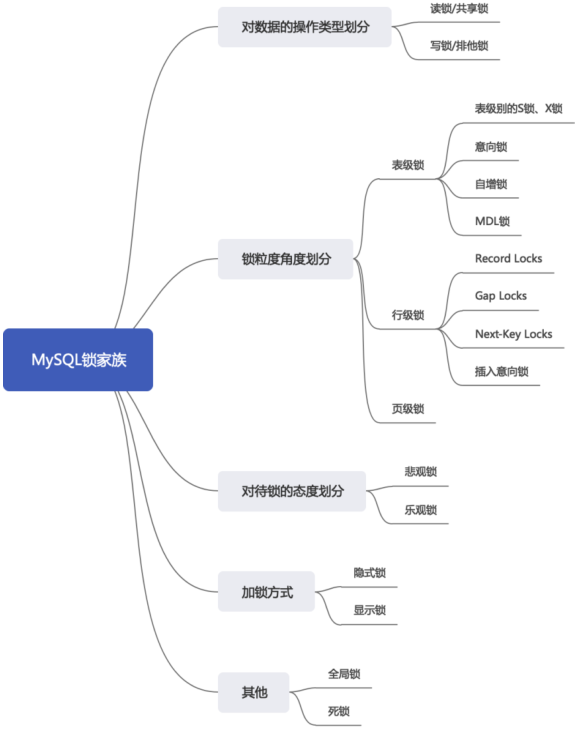 MySQL锁家族
对数据的操作类型划分
读锁/共享锁
写锁/排他锁
锁粒度角度划分
表级锁
表级别的S锁、X锁
意向锁
自增锁
MDL锁
行级锁
Record Locks
Gap Locks
Next-Key Locks
插入意向锁
页级锁
对待锁的态度划分
悲观锁
乐观锁
加锁方式
隐式锁
显示锁
其他
全局锁
死锁